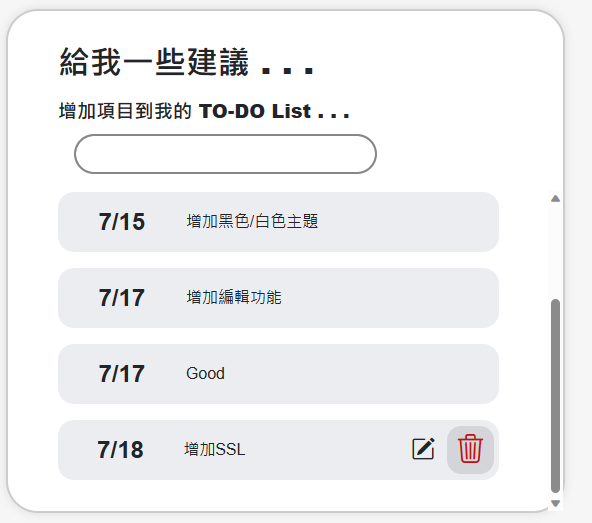 給我一些建議 . . .
增加項目到我的 TO-DO List . . .
7/15 增加黑色/白色主題
7/17 增加編輯功能
7/17 Good
7/18 增加SSL